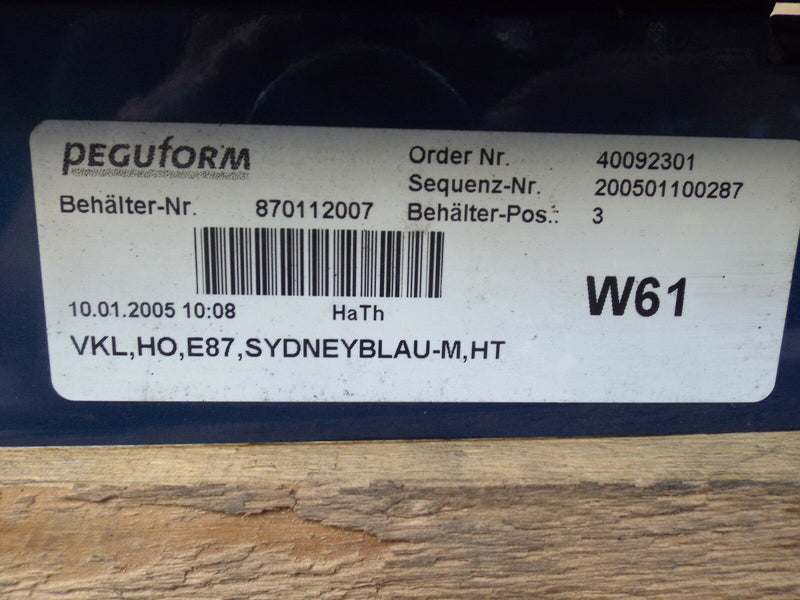 peguform
Order Nr. 40092301
Sequenz-Nr. 200501100287
Behälter-Nr. 870112007 Behälter-Pos.: 3
W61
10.01.2005 10:08 HaTh
VKL,HO,E87,SYDNEYBLAU-M,HT